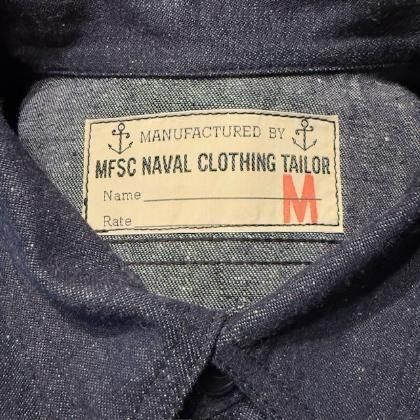 MANUFACTURED BY
MFSC NAVAL CLOTHING TAILOR
Name
Rate
M